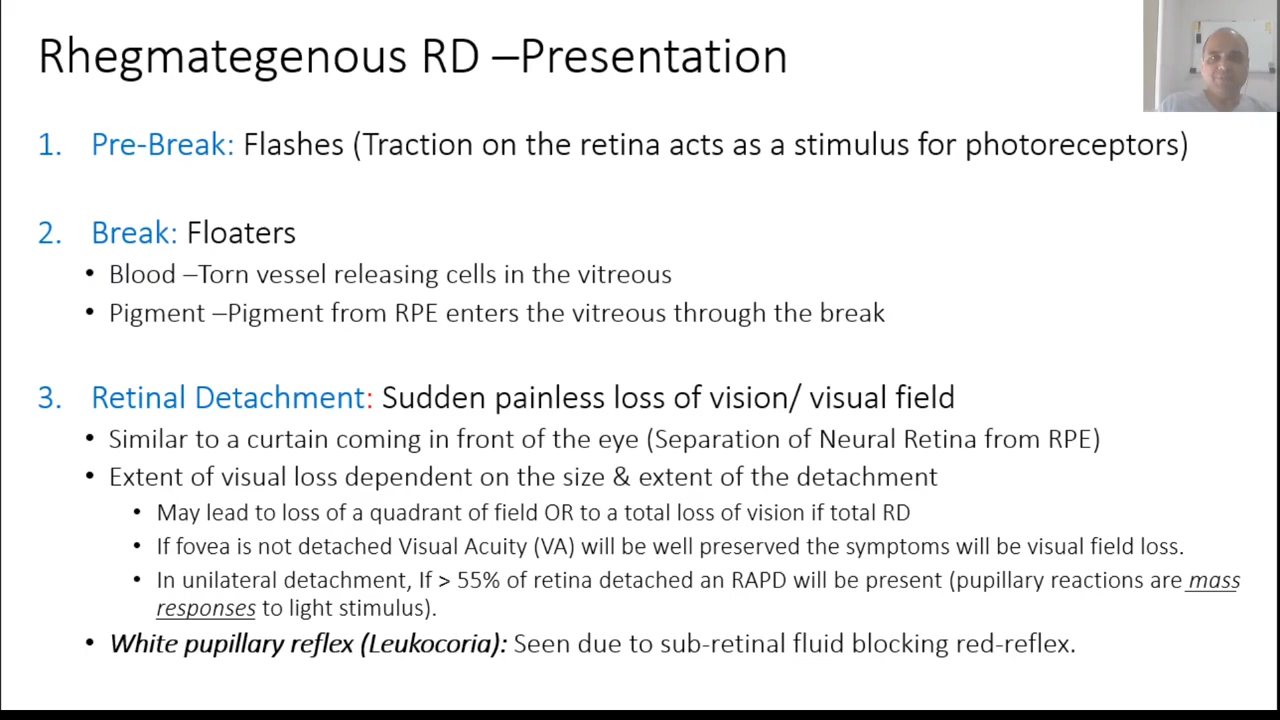 Rhegmategenous RD –Presentation
1. Pre-Break: Flashes (Traction on the retina acts as a stimulus for photoreceptors)
2. Break: Floaters
• Blood –Torn vessel releasing cells in the vitreous
• Pigment –Pigment from RPE enters the vitreous through the break
3. Retinal Detachment: Sudden painless loss of vision/ visual field
• Similar to a curtain coming in front of the eye (Separation of Neural Retina from RPE)
• Extent of visual loss dependent on the size & extent of the detachment
• May lead to loss of a quadrant of field OR to a total loss of vision if total RD
• If fovea is not detached Visual Acuity (VA) will be well preserved the symptoms will be visual field loss.
• In unilateral detachment, If > 55% of retina detached an RAPD will be present (pupillary reactions are mass
responses to light stimulus).
• White pupillary reflex (Leukocoria): Seen due to sub-retinal fluid blocking red-reflex.